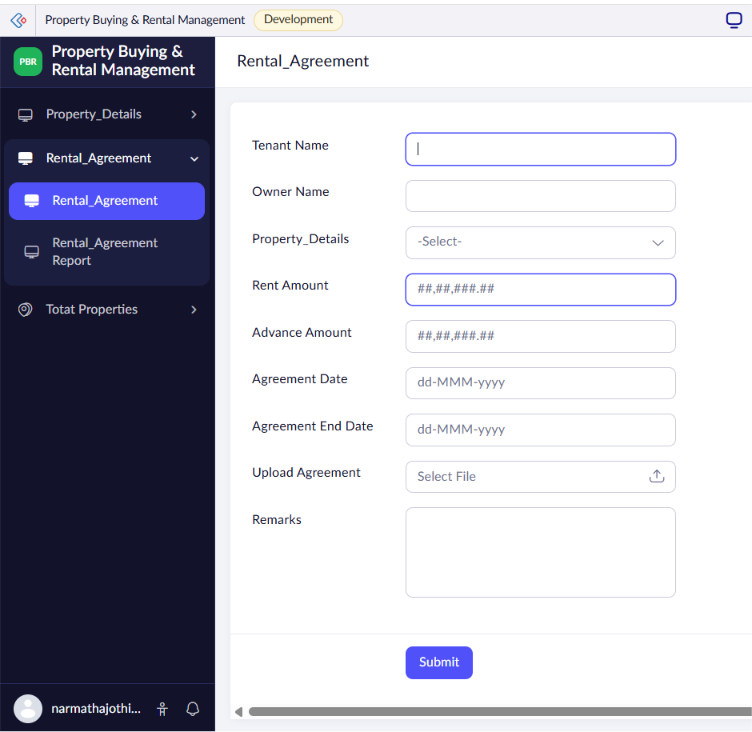 Property Buying & Rental Management Development
PBR
Property Buying &
Rental Management
Property_Details
Rental_Agreement
Rental_Agreement
Rental_Agreement
Report
Totat Properties
narmathajothi...
Rental_Agreement
Tenant Name
Owner Name
Property_Details -Select-
Rent Amount ##,##,###.##
Advance Amount ##,##,###.##
Agreement Date dd-MMM-yyyy
Agreement End Date dd-MMM-yyyy
Upload Agreement Select File
Remarks
Submit